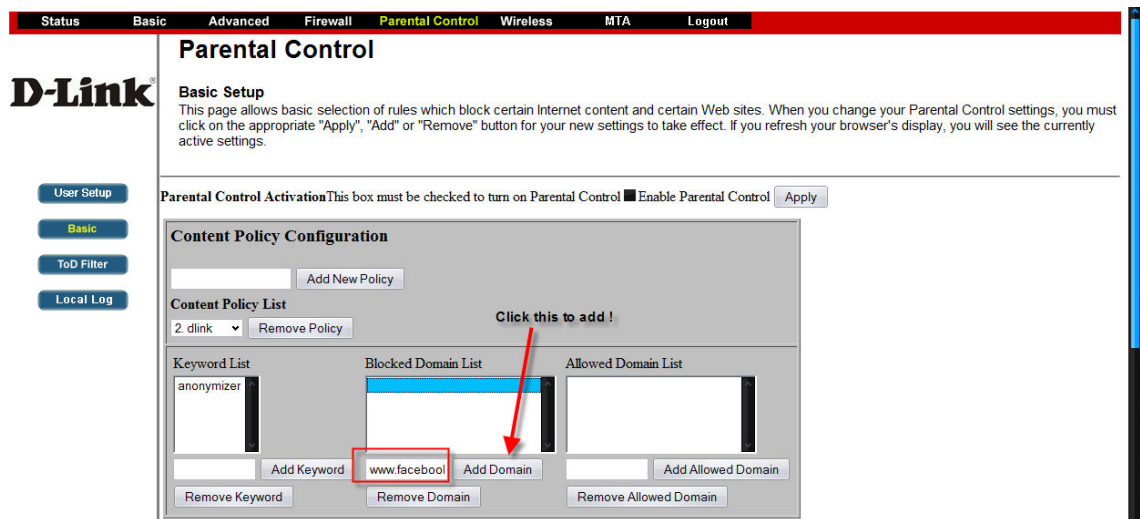 Status Basic Advanced Firewall Parental Control Wireless MTA Logout
D-Link®
Parental Control
Basic Setup
This page allows basic selection of rules which block certain Internet content and certain Web sites. When you change your Parental Control settings, you must
click on the appropriate "Apply", "Add" or "Remove" button for your new settings to take effect. If you refresh your browser's display, you will see the currently
active settings.
User Setup
Basic
ToD Filter
Local Log
Parental Control ActivationThis box must be checked to turn on Parental Control Enable Parental Control Apply
Content Policy Configuration
Add New Policy
Content Policy List
2. dlink Remove Policy
Click this to add !
Keyword List Blocked Domain List Allowed Domain List
anonymizer
Add Keyword www.facebool Add Domain Add Allowed Domain
Remove Keyword Remove Domain Remove Allowed Domain